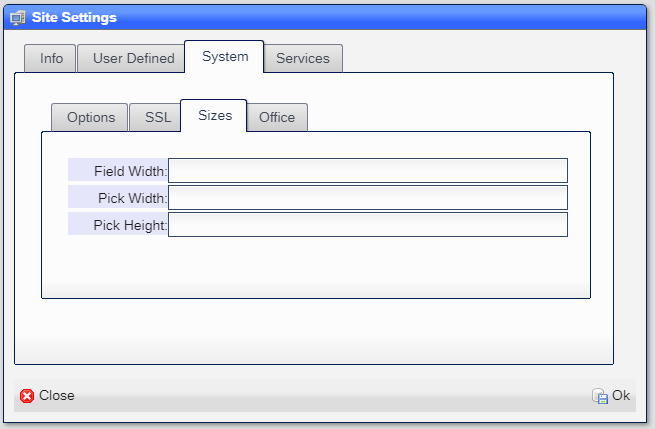 Site Settings
Info User Defined System Services
Options SSL Sizes Office
Field Width:
Pick Width:
Pick Height:
Close Ok